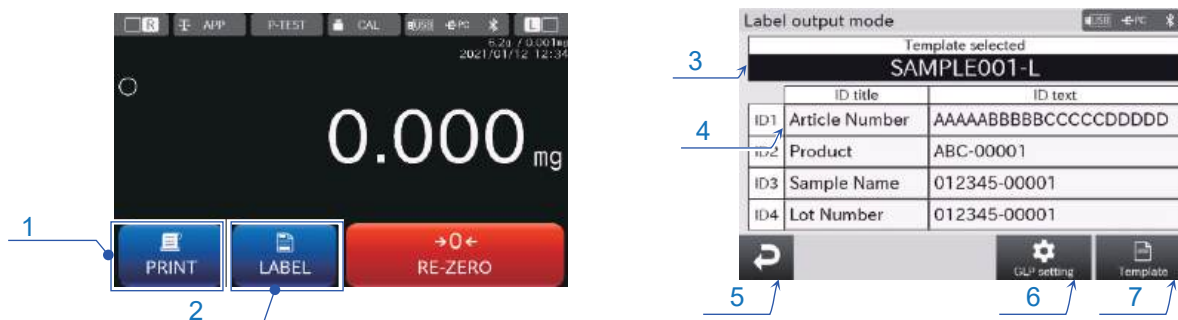 R APP P-TEST CAL USB PC L
6.2g / 0.001mg
2021/01/12 12:34
0.000 mg
1
PRINT
LABEL
→0←
RE-ZERO
2
Label output mode
USB PC
Template selected
3
SAMPLE001-L
ID title ID text
4
ID1 Article Number AAAAABBBBBCCCCCDDDDD
ID2 Product ABC-00001
ID3 Sample Name 012345-00001
ID4 Lot Number 012345-00001
GLP setting
Template
5 6 7